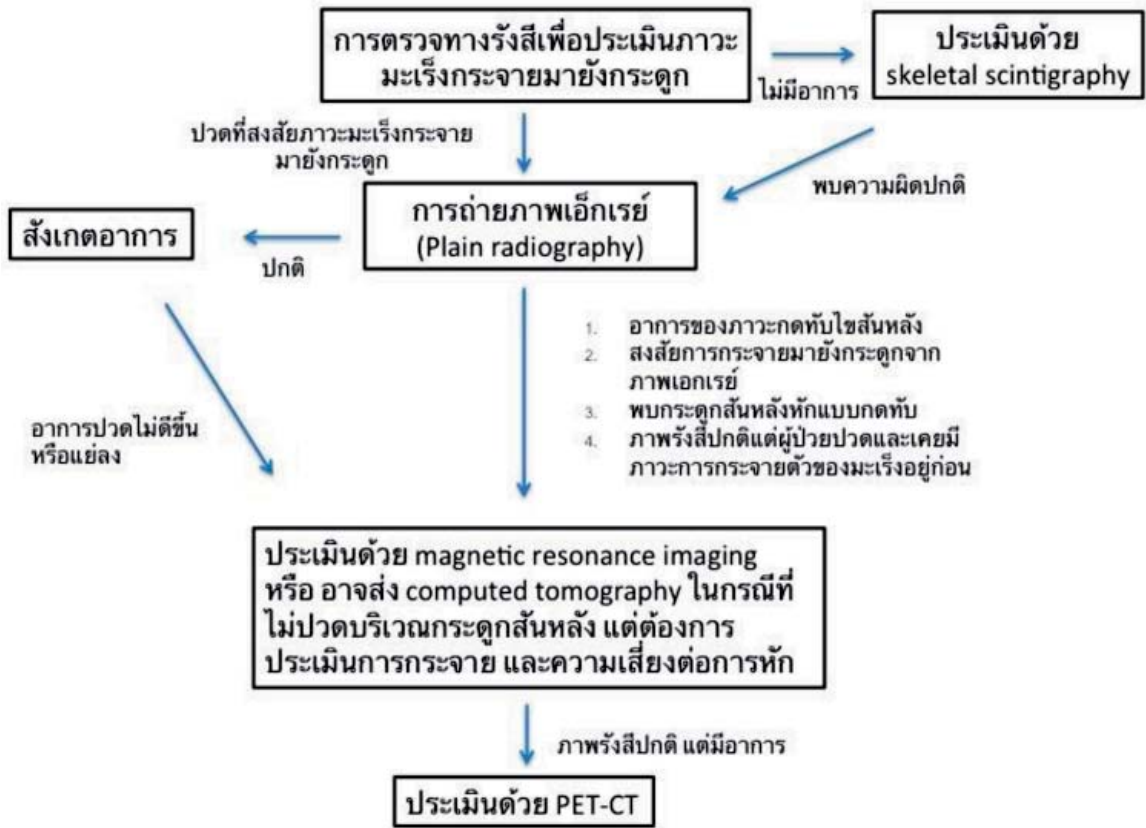 การตรวจทางรังสีเพื่อประเมินภาวะ
มะเร็งกระจายมายังกระดูก
ไม่มีอาการ
ประเมินด้วย
skeletal scintigraphy
ปวดที่สงสัยภาวะมะเร็งกระจาย
มายังกระดูก
พบความผิดปกติ
การถ่ายภาพเอ็กเรย์
(Plain radiography)
ปกติ
สังเกตอาการ
1. อาการของภาวะกดทับไขสันหลัง
2. สงสัยการกระจายมายังกระดูกจาก
ภาพเอกเรย์
3. พบกระดูกสันหลังหักแบบกดทับ
4. ภาพรังสีปกติแต่ผู้ป่วยปวดและเคยมี
ภาวะการกระจายตัวของมะเร็งอยู่ก่อน
อาการปวดไม่ดีขึ้น
หรือแย่ลง
ประเมินด้วย magnetic resonance imaging
หรือ อาจส่ง computed tomography ในกรณีที่
ไม่ปวดบริเวณกระดูกสันหลัง แต่ต้องการ
ประเมินการกระจาย และความเสี่ยงต่อการหัก
ภาพรังสีปกติ แต่มีอาการ
ประเมินด้วย PET-CT